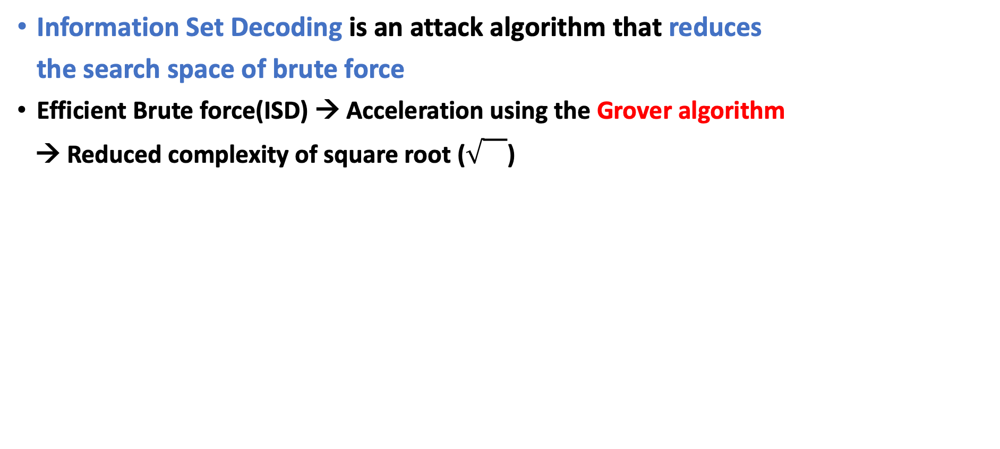 • Information Set Decoding is an attack algorithm that reduces
the search space of brute force
• Efficient Brute force(ISD) → Acceleration using the Grover algorithm
→ Reduced complexity of square root (√‾)